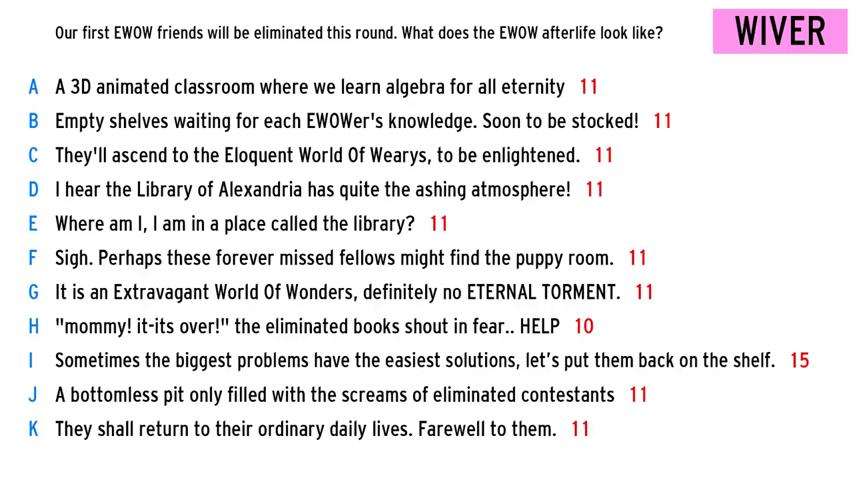 Our first EWOW friends will be eliminated this round. What does the EWOW afterlife look like?
WIVER
A A 3D animated classroom where we learn algebra for all eternity 11
B Empty shelves waiting for each EWOWer's knowledge. Soon to be stocked! 11
C They'll ascend to the Eloquent World Of Wearys, to be enlightened. 11
D I hear the Library of Alexandria has quite the ashing atmosphere! 11
E Where am I, I am in a place called the library? 11
F Sigh. Perhaps these forever missed fellows might find the puppy room. 11
G It is an Extravagant World Of Wonders, definitely no ETERNAL TORMENT. 11
H "mommy! it-its over!" the eliminated books shout in fear.. HELP 10
I Sometimes the biggest problems have the easiest solutions, let’s put them back on the shelf. 15
J A bottomless pit only filled with the screams of eliminated contestants 11
K They shall return to their ordinary daily lives. Farewell to them. 11